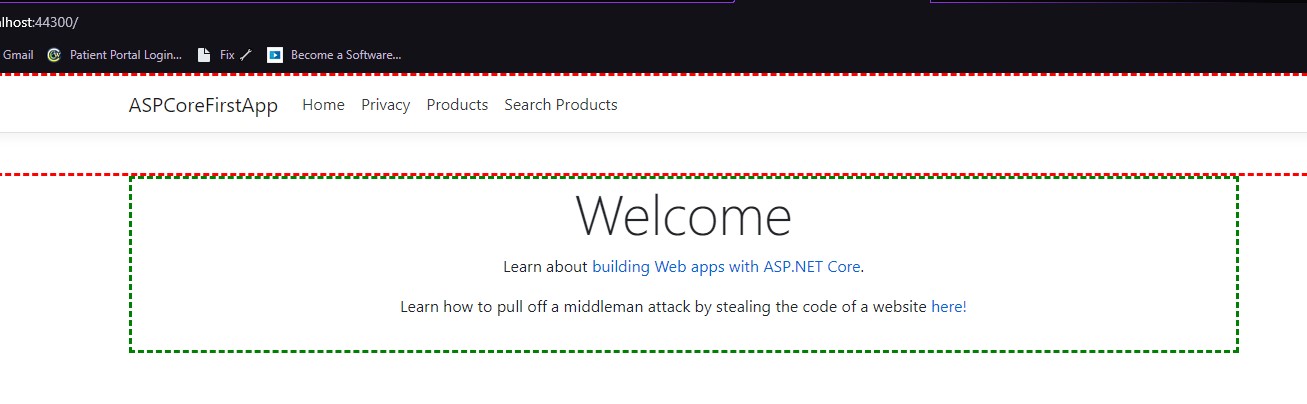 alhost:44300/
Gmail Patient Portal Login... Fix Become a Software...
ASPCoreFirstApp Home Privacy Products Search Products
Welcome
Learn about building Web apps with ASP.NET Core.
Learn how to pull off a middleman attack by stealing the code of a website here!